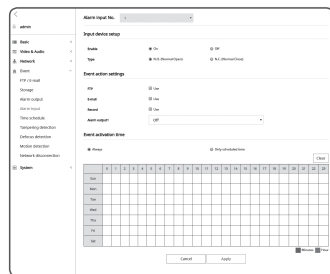 admin
Basic
Video & Audio
Network
Event
FTP / E-mail
Storage
Alarm output
Alarm input
Time schedule
Tampering detection
Defocus detection
Motion detection
Network disconnection
System
Alarm input No.
Input device setup
Enable On Off
Type N.O. (Normal Open) N.C. (Normal Close)
Event action settings
FTP Use
E-mail Use
Record Use
Alarm output1 Off
Event activation time
Always Only scheduled time
Clear
0 1 2 3 4 5 6 7 8 9 10 11 12 13 14 15 16 17 18 19 20 21 22 23
Sun
Mon
Tue
Wed
Thu
Fri
Sat
Minutes Hour
Cancel Apply